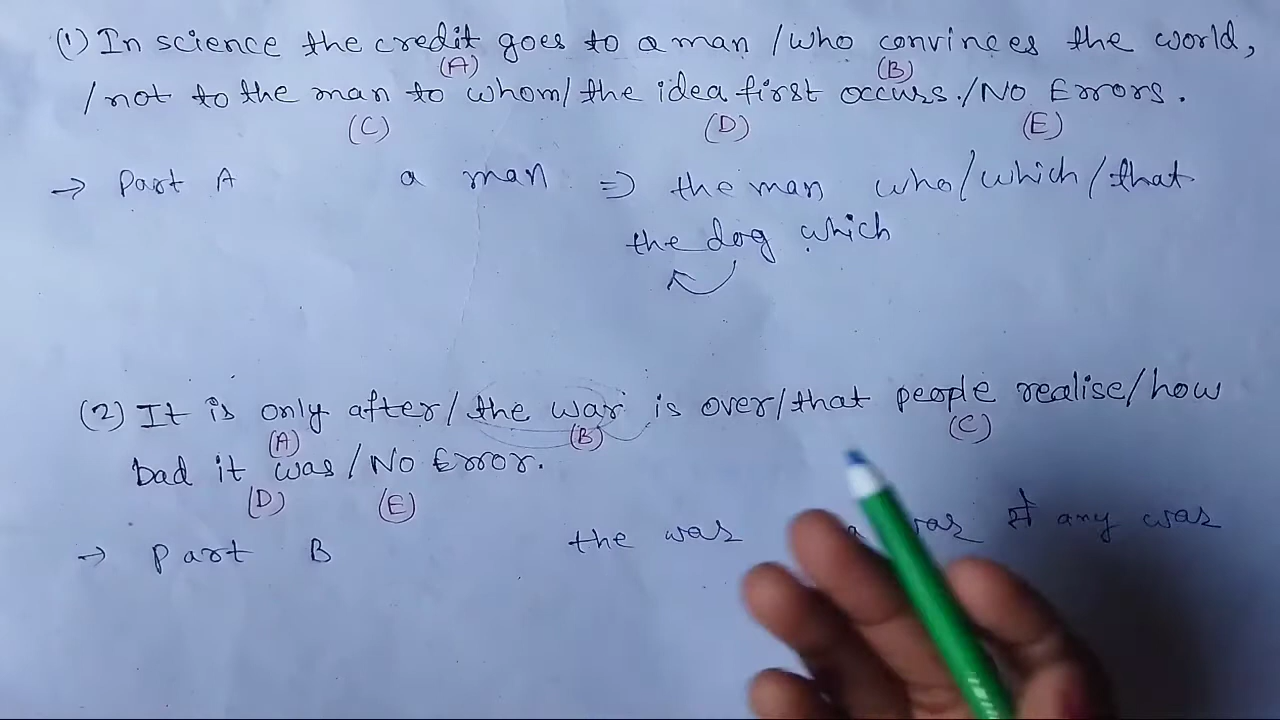 (1) In science the credit goes to a man /who convinces the world,
(A) (B)
/not to the man to whom/ the idea first occurs./No Errors.
(C) (D) (E)
→ Part A a man ⇒ the man who/which/that
the dog which
(2) It is only after/ the war is over/that people realise/how
(A) (B) (C)
bad it was/No Error.
(D) (E)
→ Part B the war war से any war